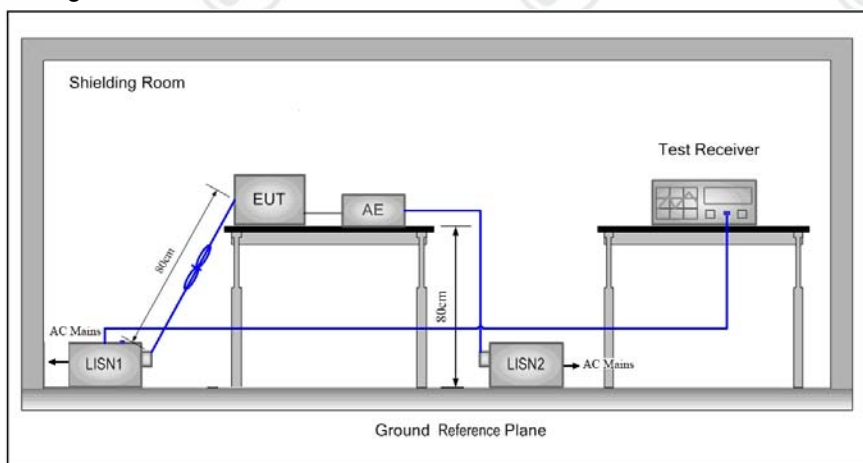 Shielding Room
Test Receiver
EUT
AE
80cm
80cm
AC Mains
LISN1
LISN2
AC Mains
Ground Reference Plane